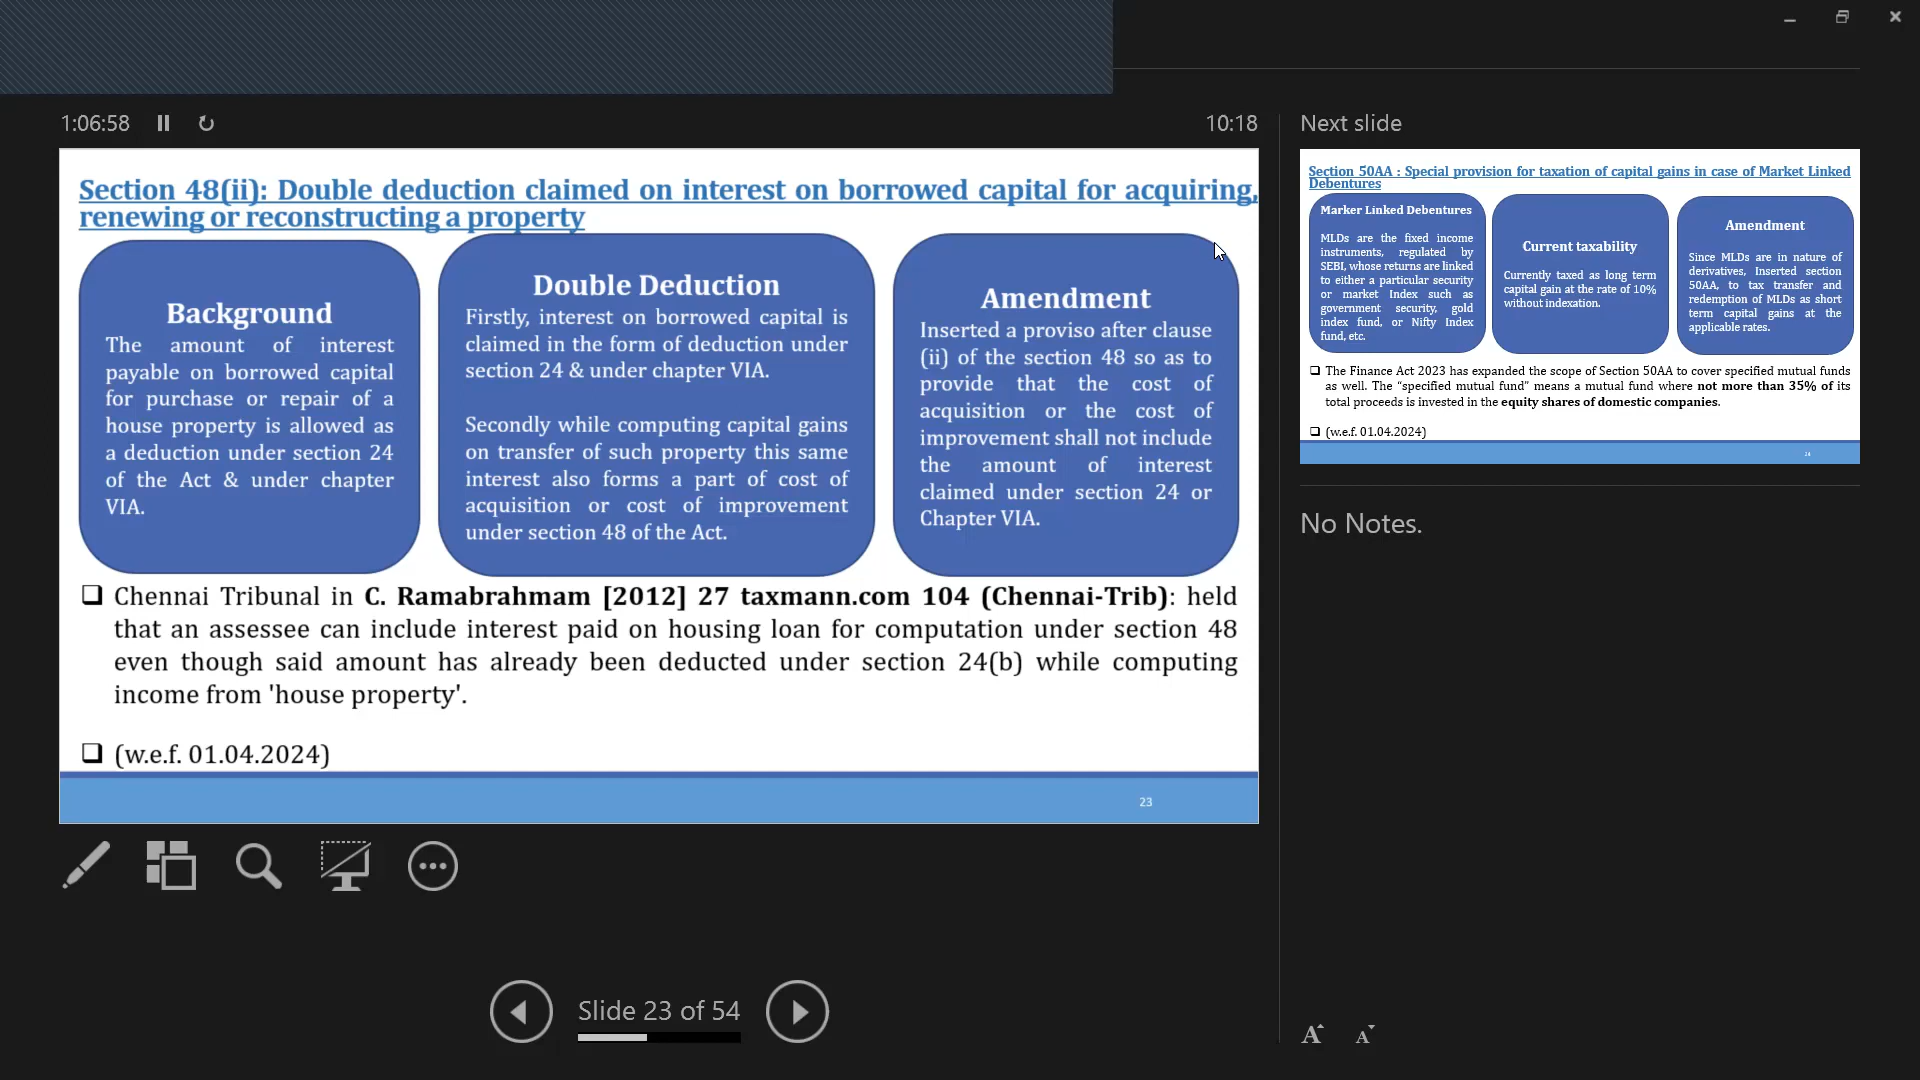 1:06:58
10:18
Next slide
Section 48(ii): Double deduction claimed on interest on borrowed capital for acquiring,
renewing or reconstructing a property
Background
The amount of interest
payable on borrowed capital
for purchase or repair of a
house property is allowed as
a deduction under section 24
of the Act & under chapter
VIA.
Double Deduction
Firstly, interest on borrowed capital is
claimed in the form of deduction under
section 24 & under chapter VIA.
Secondly while computing capital gains
on transfer of such property this same
interest also forms a part of cost of
acquisition or cost of improvement
under section 48 of the Act.
Amendment
Inserted a proviso after clause
(ii) of the section 48 so as to
provide that the cost of
acquisition or the cost of
improvement shall not include
the amount of interest
claimed under section 24 or
Chapter VIA.
❑ Chennai Tribunal in C. Ramabrahmam [2012] 27 taxmann.com 104 (Chennai-Trib): held
that an assessee can include interest paid on housing loan for computation under section 48
even though said amount has already been deducted under section 24(b) while computing
income from 'house property'.
❑ (w.e.f. 01.04.2024)
23
Section 50AA : Special provision for taxation of capital gains in case of Market Linked
Debentures
Marker Linked Debentures
MLDs are the fixed income
instruments, regulated by
SEBI, whose returns are linked
to either a particular security
or market Index such as
government security, gold
index fund, or Nifty Index
fund, etc.
Current taxability
Currently taxed as long term
capital gain at the rate of 10%
without indexation.
Amendment
Since MLDs are in nature of
derivatives, Inserted section
50AA, to tax transfer and
redemption of MLDs as short
term capital gains at the
applicable rates.
❑ The Finance Act 2023 has expanded the scope of Section 50AA to cover specified mutual funds
as well. The “specified mutual fund” means a mutual fund where not more than 35% of its
total proceeds is invested in the equity shares of domestic companies.
❑ (w.e.f. 01.04.2024)
24
No Notes.
Slide 23 of 54
A A